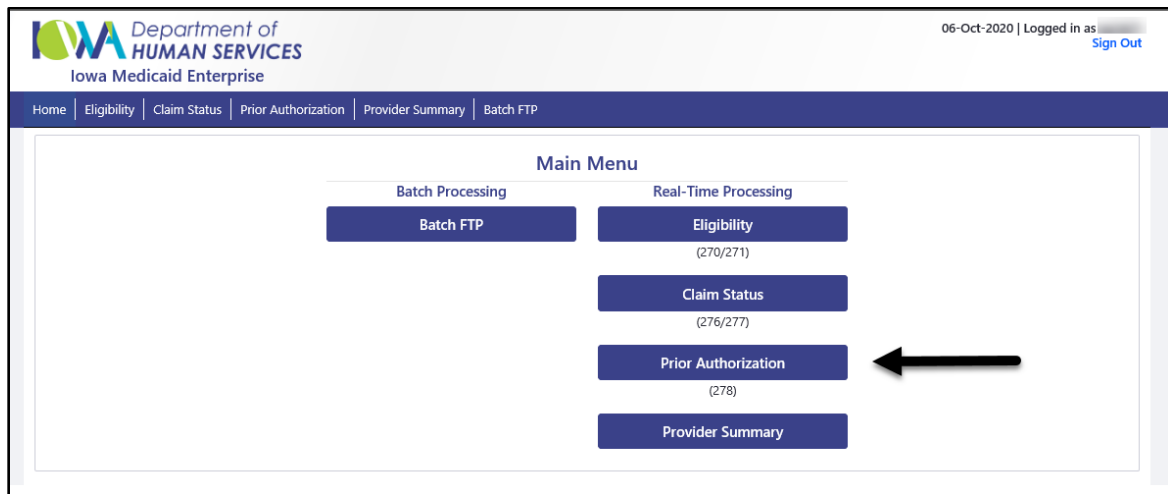 IOWA Department of
HUMAN SERVICES
Iowa Medicaid Enterprise
06-Oct-2020 | Logged in as
Sign Out
Home | Eligibility | Claim Status | Prior Authorization | Provider Summary | Batch FTP
Main Menu
Batch Processing
Batch FTP
Real-Time Processing
Eligibility
(270/271)
Claim Status
(276/277)
Prior Authorization
(278)
Provider Summary